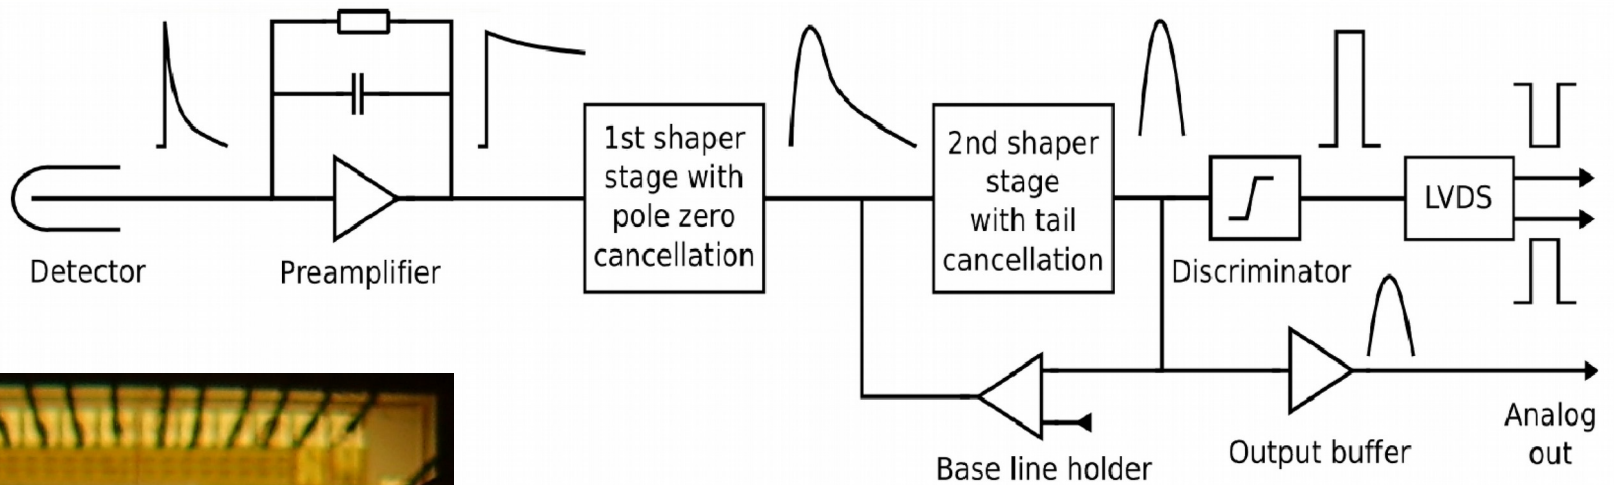 Detector
Preamplifier
1st shaper
stage with
pole zero
cancellation
2nd shaper
stage
with tail
cancellation
Discriminator
LVDS
Base line holder
Output buffer
Analog
out